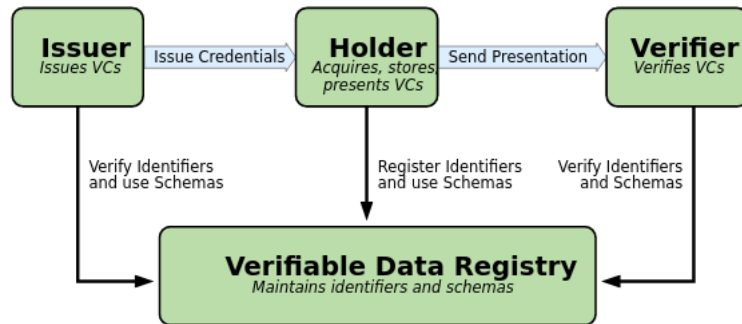 Issuer
Issues VCs
Issue Credentials
Holder
Acquires, stores,
presents VCs
Send Presentation
Verifier
Verifies VCs
Verify Identifiers
and use Schemas
Register Identifiers
and use Schemas
Verify Identifiers
and Schemas
Verifiable Data Registry
Maintains identifiers and schemas